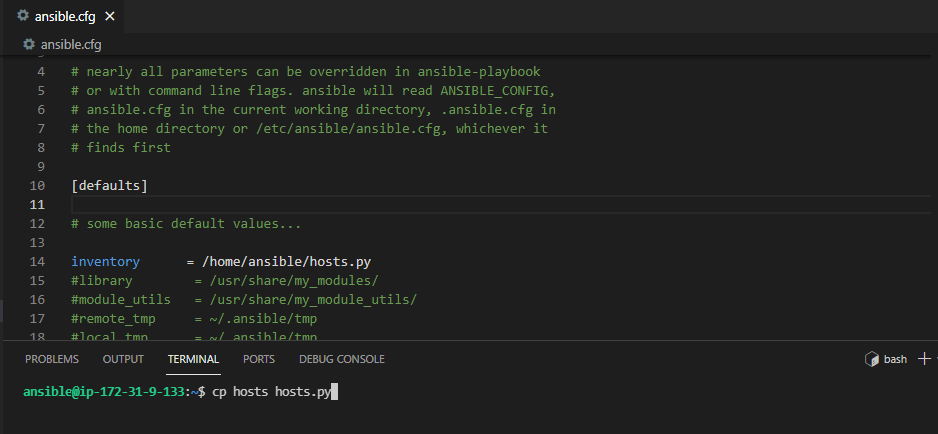 ansible.cfg
ansible.cfg
4 # nearly all parameters can be overridden in ansible-playbook
5 # or with command line flags. ansible will read ANSIBLE_CONFIG,
6 # ansible.cfg in the current working directory, .ansible.cfg in
7 # the home directory or /etc/ansible/ansible.cfg, whichever it
8 # finds first
9
10 [defaults]
11
12 # some basic default values...
13
14 inventory      = /home/ansible/hosts.py
15 #library        = /usr/share/my_modules/
16 #module_utils   = /usr/share/my_module_utils/
17 #remote_tmp     = ~/.ansible/tmp
18 #local_tmp      = ~/.ansible/tmp
PROBLEMS OUTPUT TERMINAL PORTS DEBUG CONSOLE bash
ansible@ip-172-31-9-133:~$ cp hosts hosts.py